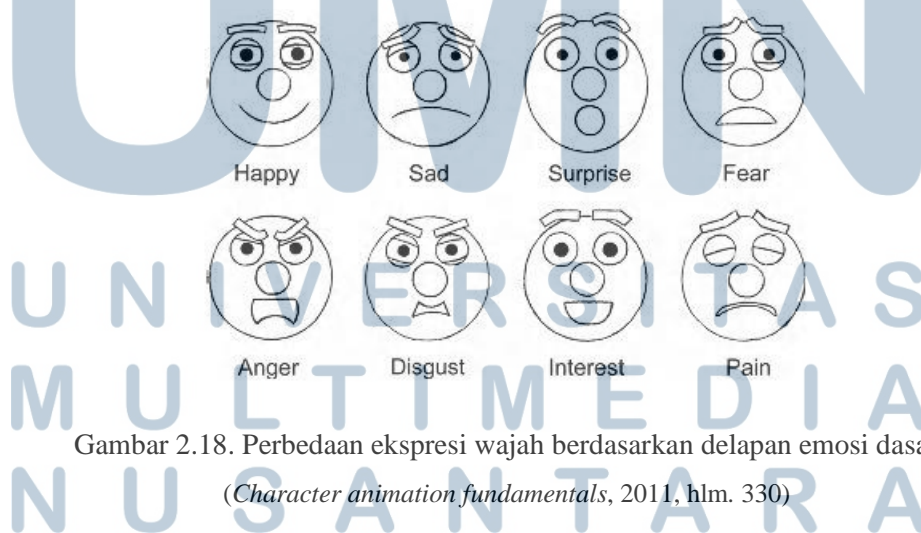 UMN
Happy Sad Surprise Fear
Anger Disgust Interest Pain
UNIVERSITAS
MULTIMEDIA
Gambar 2.18. Perbedaan ekspresi wajah berdasarkan delapan emosi dasa
(Character animation fundamentals, 2011, hlm. 330)
NUSANTARA